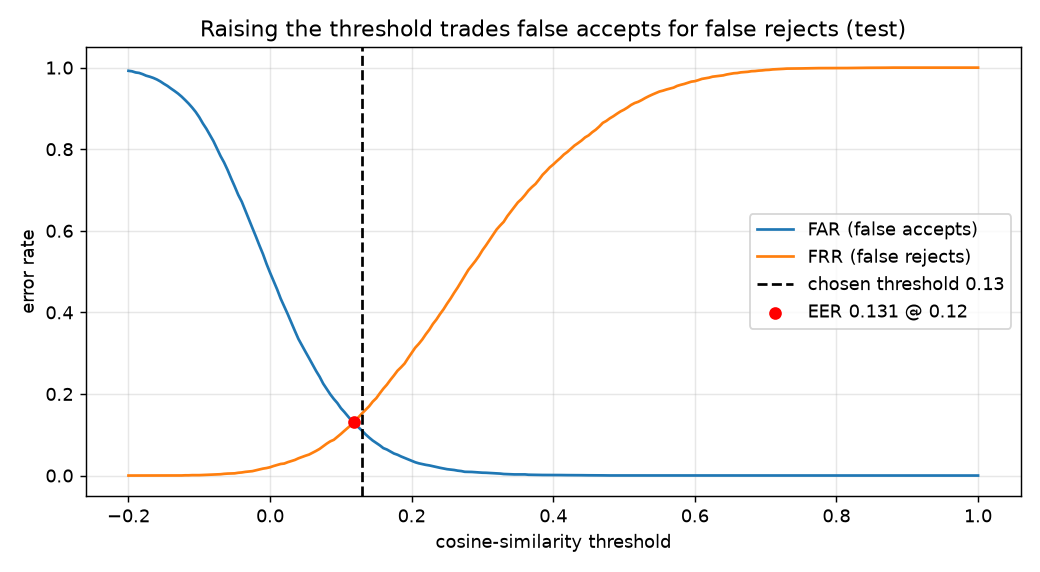 Raising the threshold trades false accepts for false rejects (test)
1.0
0.8
0.6
0.4
0.2
0.0
error rate
FAR (false accepts)
FRR (false rejects)
chosen threshold 0.13
EER 0.131 @ 0.12
−0.2 0.0 0.2 0.4 0.6 0.8 1.0
cosine-similarity threshold